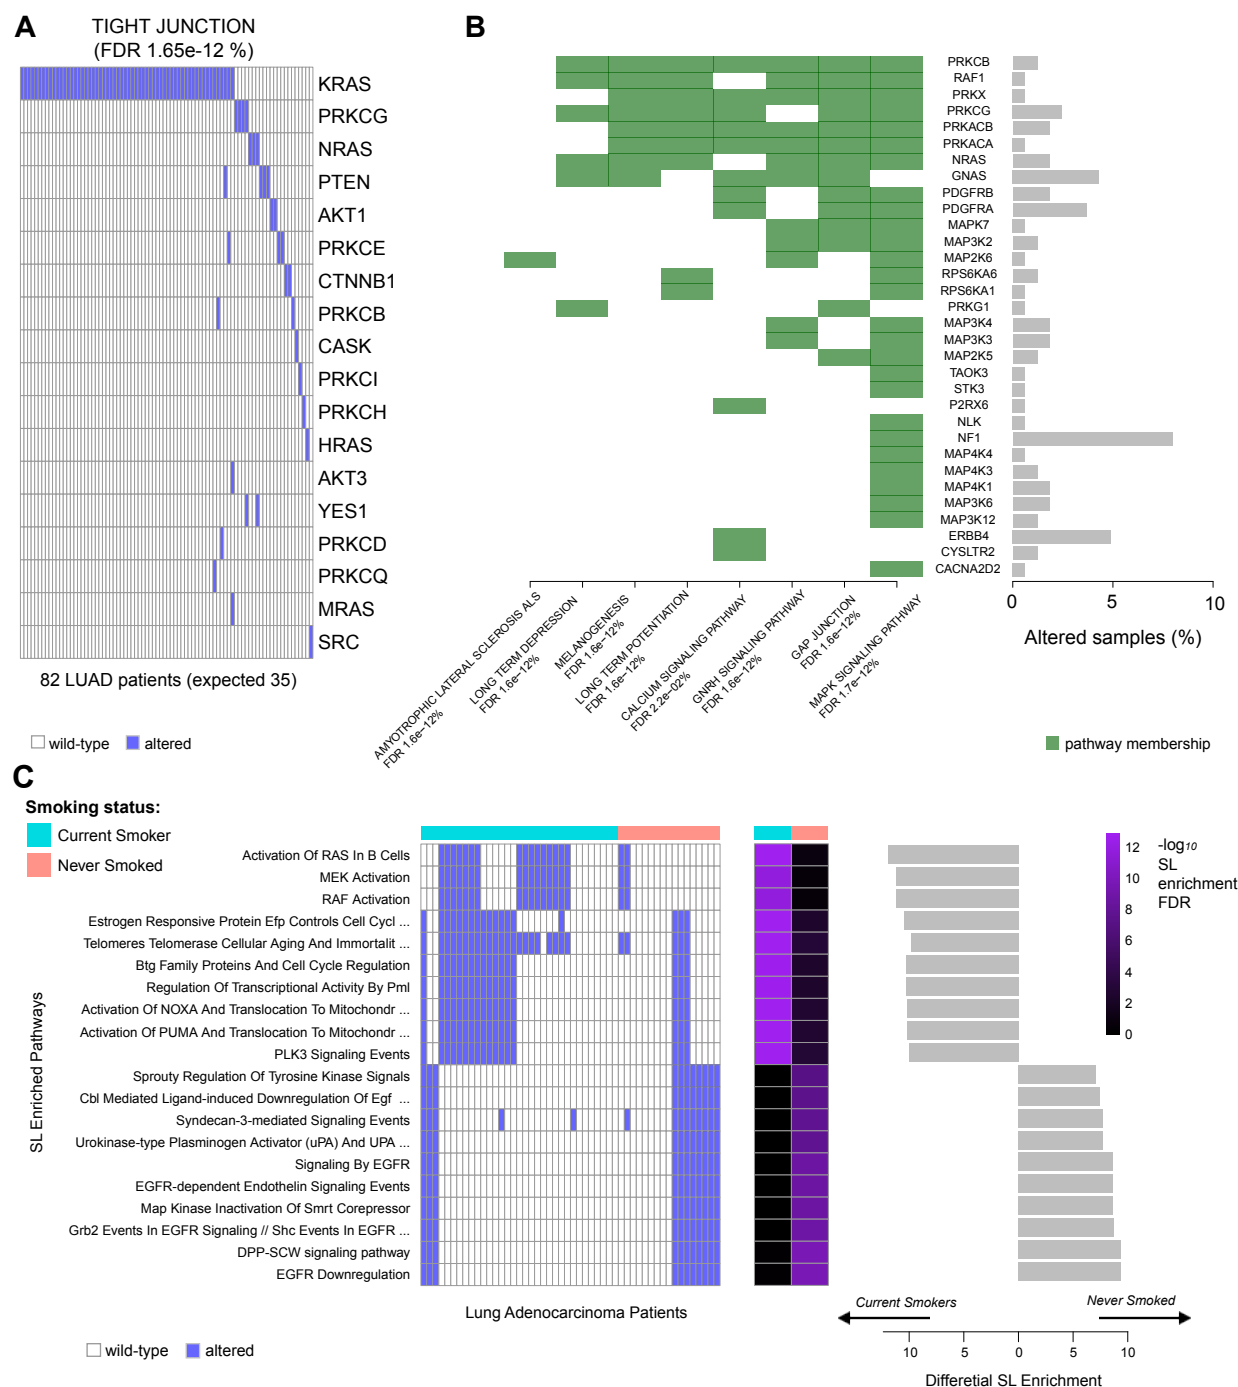 A
TIGHT JUNCTION
(FDR 1.65e-12 %)
KRAS
PRKCG
NRAS
PTEN
AKT1
PRKCE
CTNNB1
PRKCB
CASK
PRKCI
PRKCH
HRAS
AKT3
YES1
PRKCD
PRKCQ
MRAS
SRC
82 LUAD patients (expected 35)
wild-type altered
B
PRKCB
RAF1
PRKX
PRKCG
PRKACB
PRKACA
NRAS
GNAS
PDGFRB
PDGFRA
MAPK7
MAP3K2
MAP2K6
RPS6KA6
RPS6KA1
PRKG1
MAP3K4
MAP3K3
MAP2K5
TAOK3
STK3
P2RX6
NLK
NF1
MAP4K4
MAP4K3
MAP4K1
MAP3K6
MAP3K12
ERBB4
CYSLTR2
CACNA2D2
AMYOTROPHIC LATERAL SCLEROSIS ALS
FDR 1.6e−12%
LONG TERM DEPRESSION
FDR 1.6e−12%
MELANOGENESIS
FDR 1.6e−12%
LONG TERM POTENTIATION
FDR 1.6e−12%
CALCIUM SIGNALING PATHWAY
FDR 2.2e−02%
GNRH SIGNALING PATHWAY
FDR 1.6e−12%
GAP JUNCTION
FDR 1.6e−12%
MAPK SIGNALING PATHWAY
FDR 1.7e−12%
0 5 10
Altered samples (%)
pathway membership
C
Smoking status:
Current Smoker
Never Smoked
SL Enriched Pathways
Activation Of RAS In B Cells
MEK Activation
RAF Activation
Estrogen Responsive Protein Efp Controls Cell Cycl ...
Telomeres Telomerase Cellular Aging And Immortalit ...
Btg Family Proteins And Cell Cycle Regulation
Regulation Of Transcriptional Activity By Pml
Activation Of NOXA And Translocation To Mitochondr ...
Activation Of PUMA And Translocation To Mitochondr ...
PLK3 Signaling Events
Sprouty Regulation Of Tyrosine Kinase Signals
Cbl Mediated Ligand-induced Downregulation Of Egf ...
Syndecan-3-mediated Signaling Events
Urokinase-type Plasminogen Activator (uPA) And UPA ...
Signaling By EGFR
EGFR-dependent Endothelin Signaling Events
Map Kinase Inactivation Of Smrt Corepressor
Grb2 Events In EGFR Signaling // Shc Events In EGFR ...
DPP-SCW signaling pathway
EGFR Downregulation
Lung Adenocarcinoma Patients
wild-type altered
12
10
8
6
4
2
0
-log10
SL
enrichment
FDR
Current Smokers
Never Smoked
10 5 0 5 10
Differetial SL Enrichment